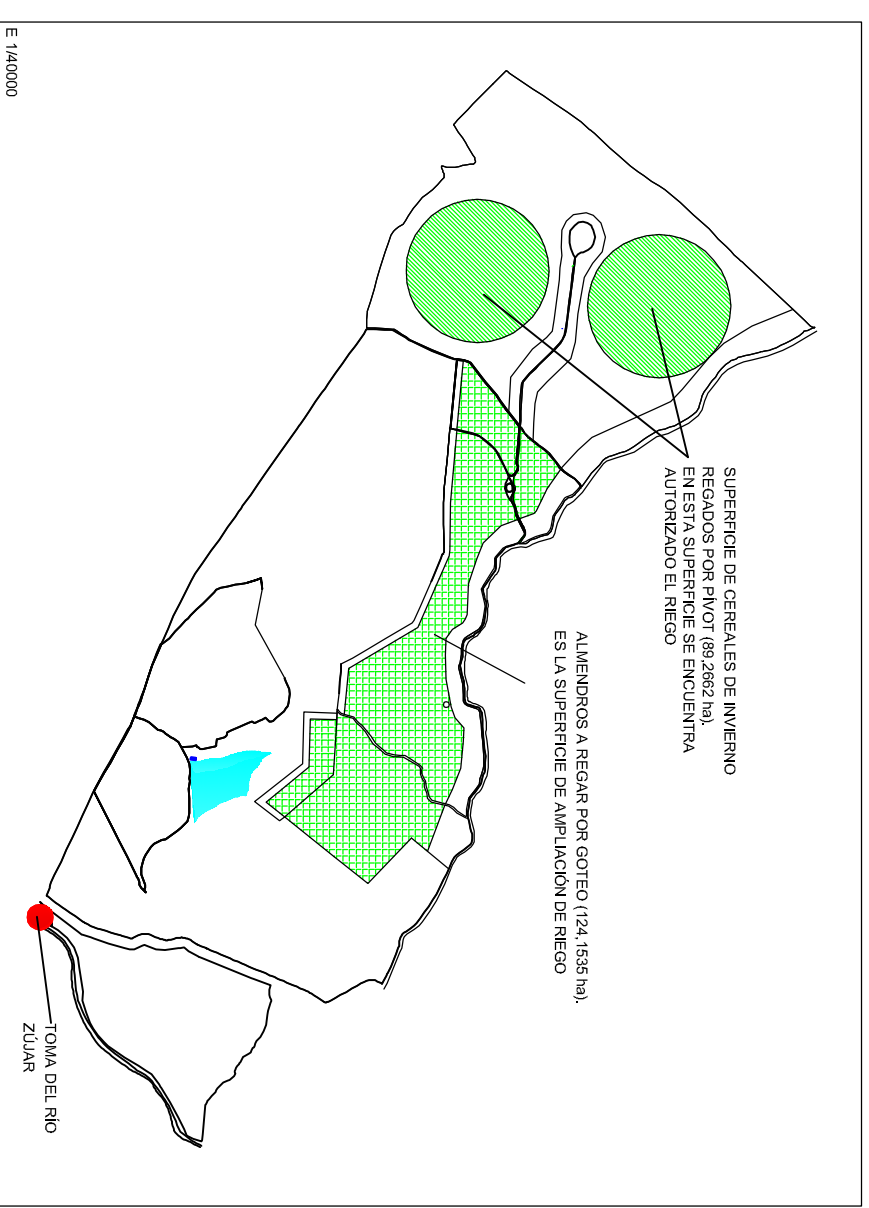 SUPERFICIE DE CEREALES DE INVIERNO
REGADOS POR PÍVOT (89,2662 ha).
EN ESTA SUPERFICIE SE ENCUENTRA
AUTORIZADO EL RIEGO
ALMENDROS A REGAR POR GOTEO (124,1535 ha).
ES LA SUPERFICIE DE AMPLIACIÓN DE RIEGO
TOMA DEL RÍO
ZÚJAR
E 1/40000